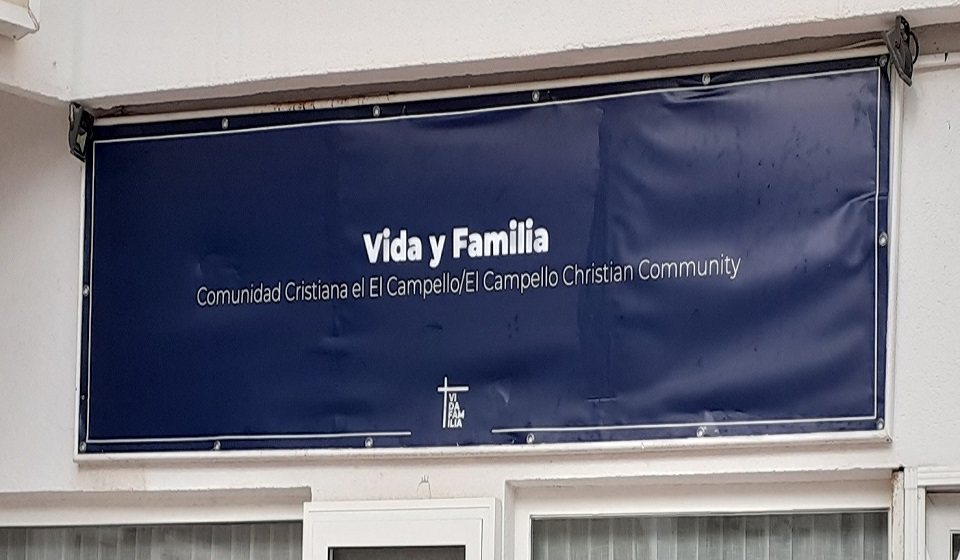 Vida y Familia
Comunidad Cristiana el El Campello/El Campello Christian Community
VI
DA
FAM
ILIA